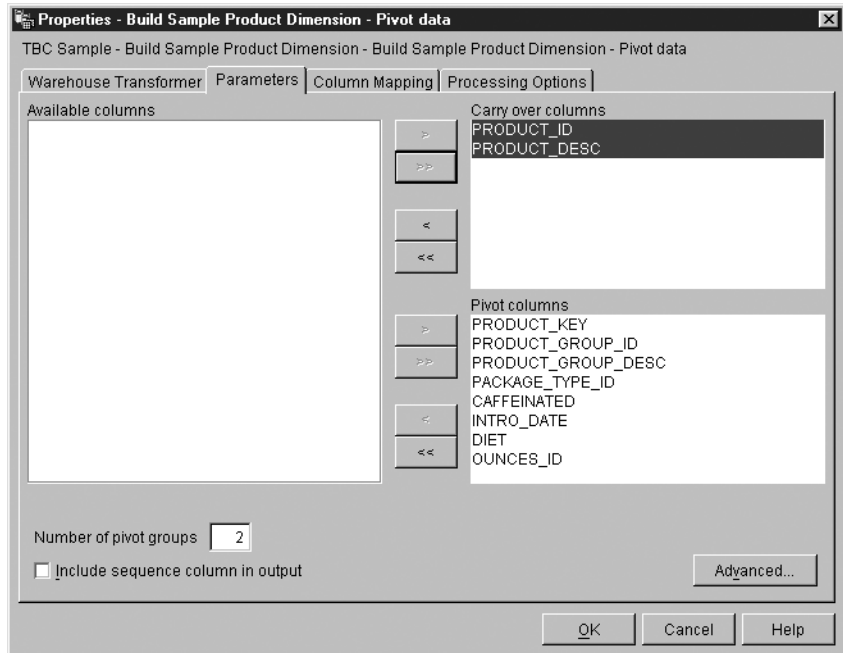 Properties - Build Sample Product Dimension - Pivot data
TBC Sample - Build Sample Product Dimension - Build Sample Product Dimension - Pivot data
Warehouse Transformer Parameters Column Mapping Processing Options
Available columns
Carry over columns
PRODUCT_ID
PRODUCT_DESC
>
>>
<
<<
Pivot columns
PRODUCT_KEY
PRODUCT_GROUP_ID
PRODUCT_GROUP_DESC
PACKAGE_TYPE_ID
CAFFEINATED
INTRO_DATE
DIET
OUNCES_ID
>
>>
<
<<
Number of pivot groups 2
Include sequence column in output
Advanced...
OK Cancel Help